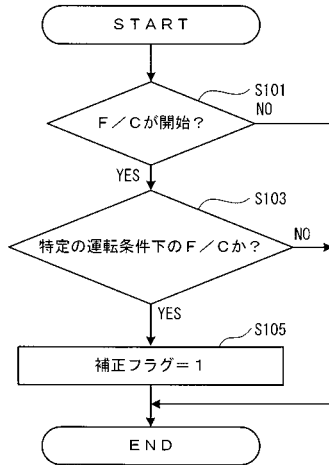 START
S101
F/Cが開始?
NO
YES
S103
特定の運転条件下のF/Cか?
NO
YES
S105
補正フラグ=1
END